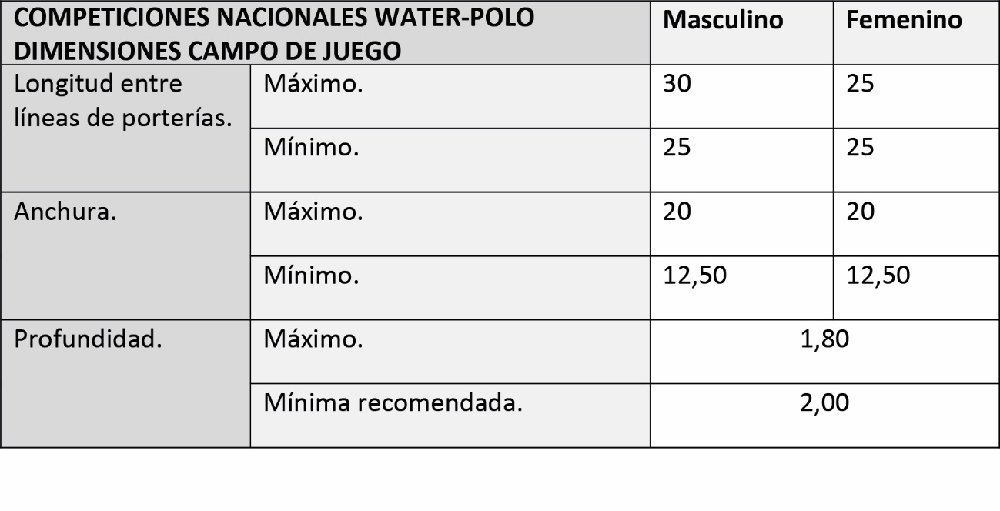 COMPETICIONES NACIONALES WATER-POLO
DIMENSIONES CAMPO DE JUEGO
Masculino
Femenino
Longitud entre
líneas de porterías.
Máximo.
30
25
Mínimo.
25
25
Anchura.
Máximo.
20
20
Mínimo.
12,50
12,50
Profundidad.
Máximo.
1,80
Mínima recomendada.
2,00